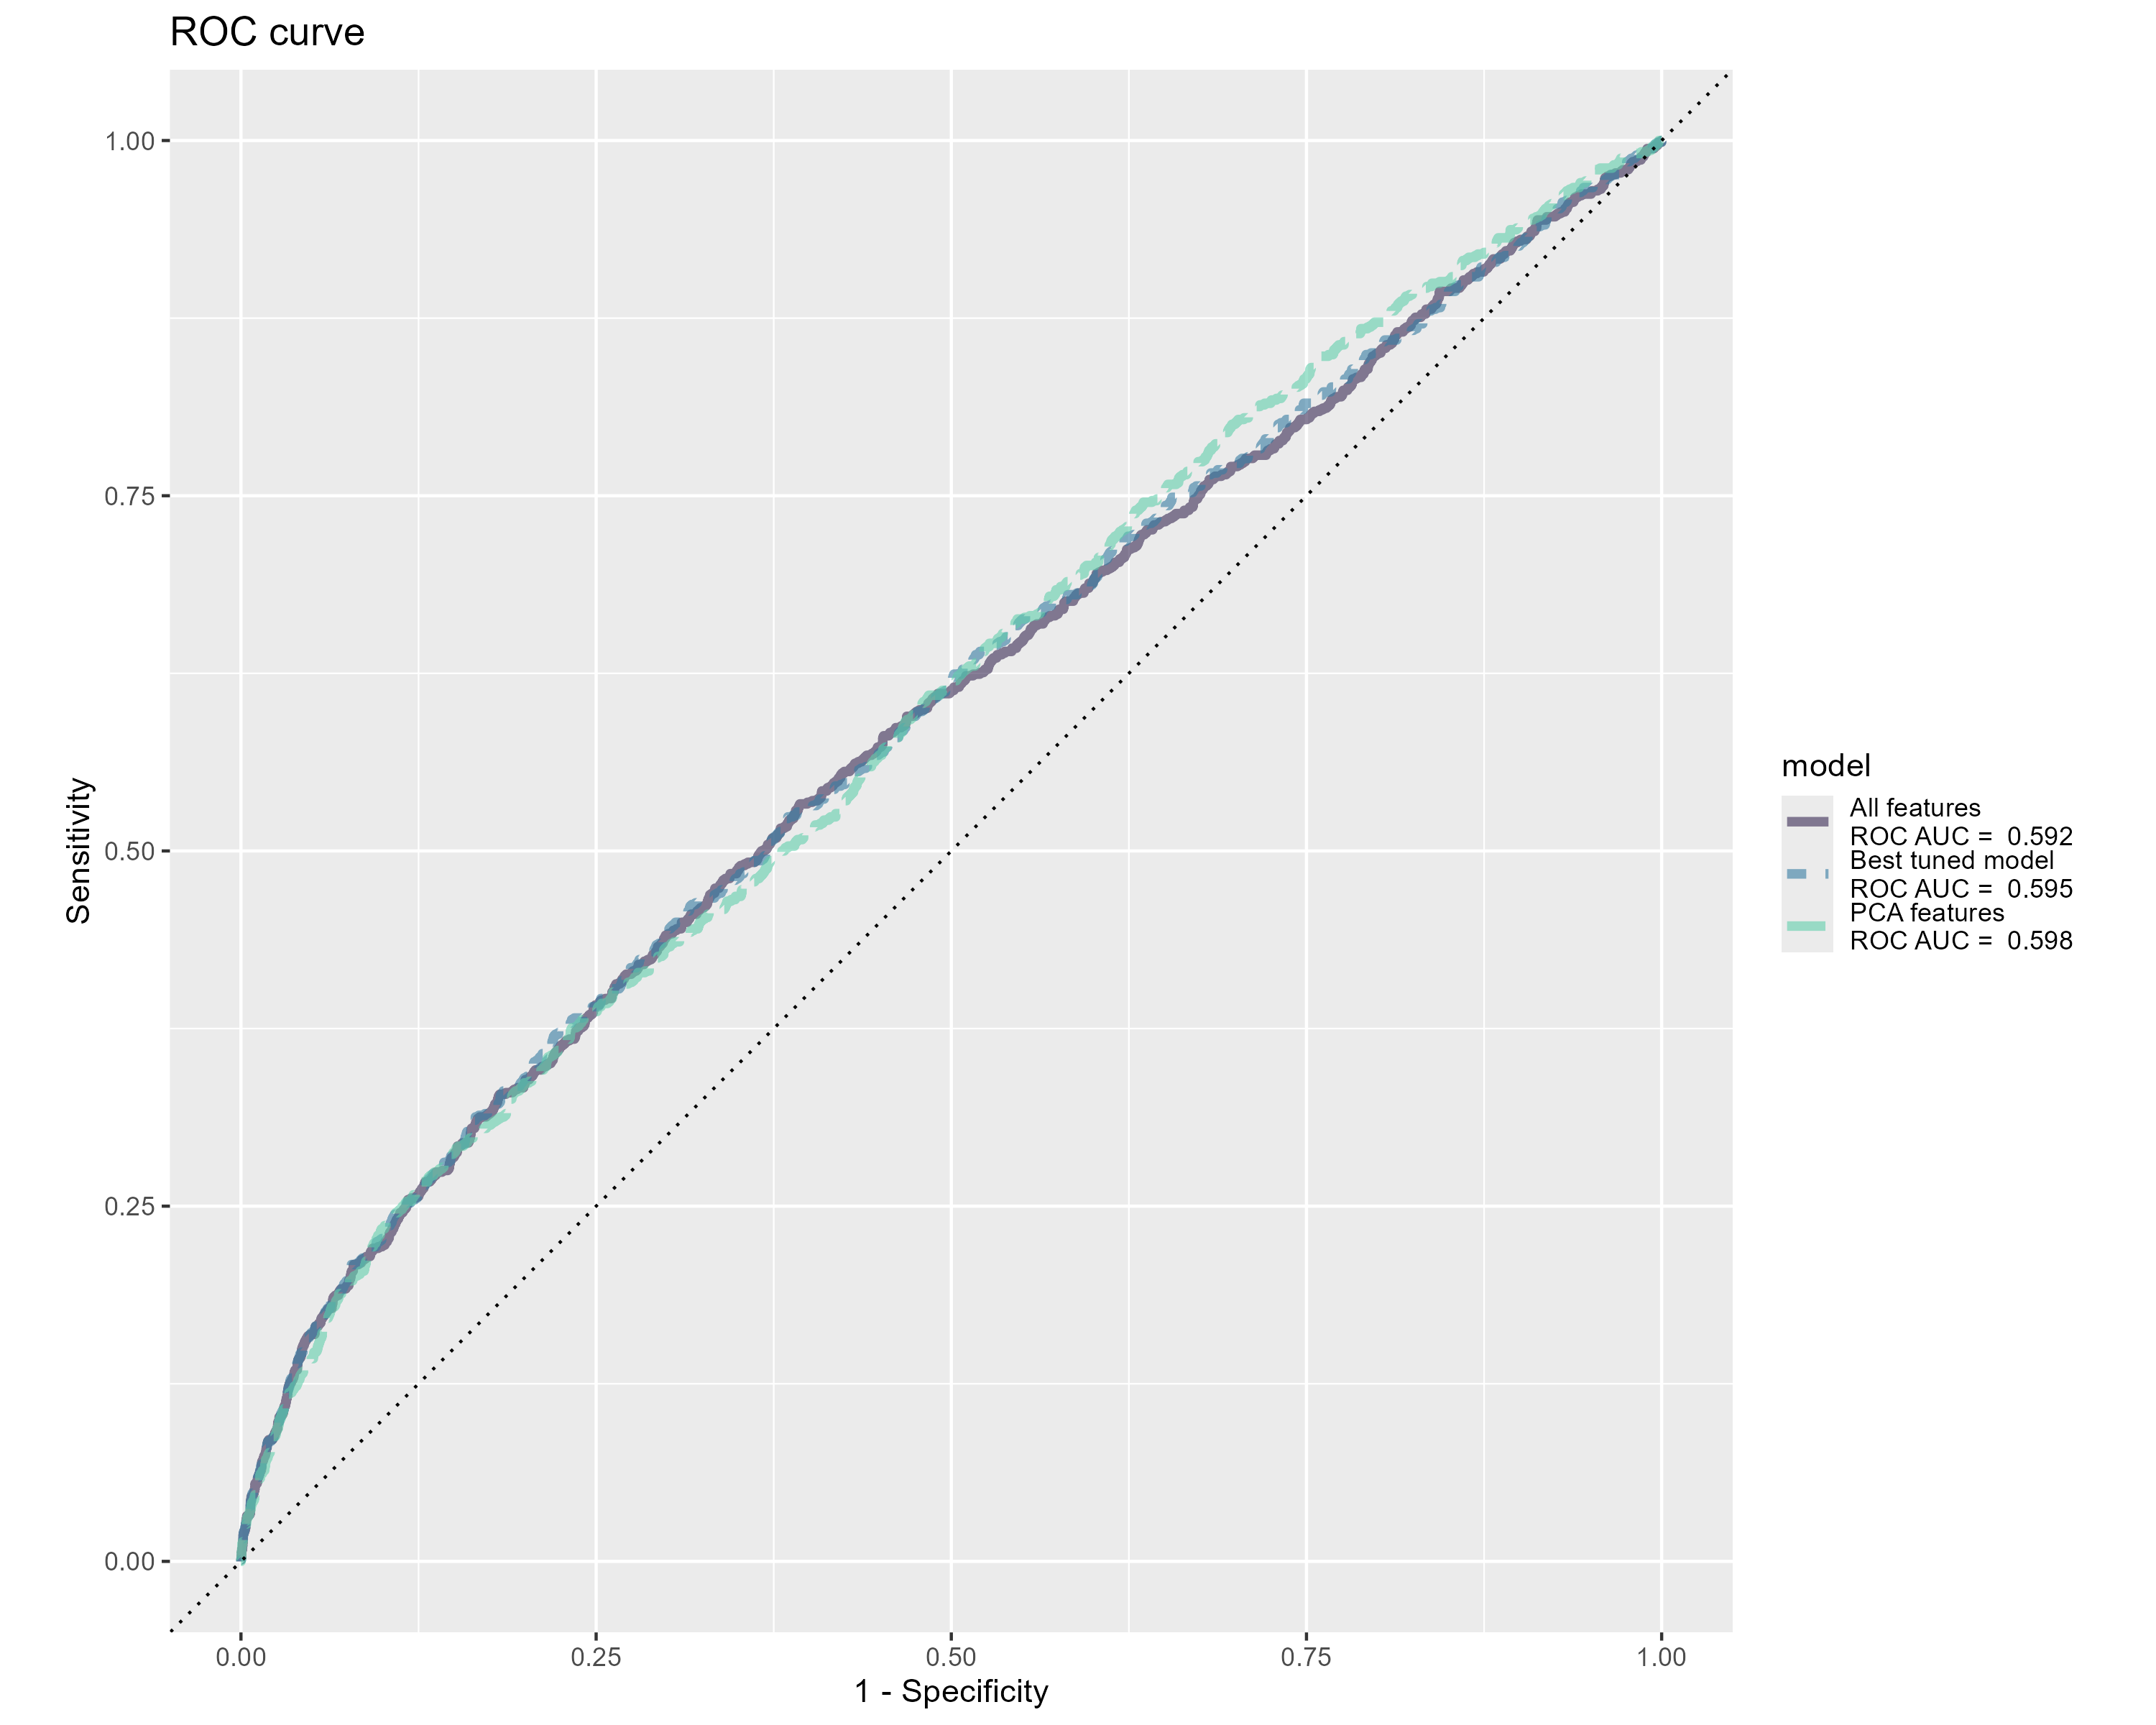 ROC curve
1.00
0.75
0.50
0.25
0.00
Sensitivity
0.00
0.25
0.50
0.75
1.00
1 - Specificity
model
All features
ROC AUC = 0.592
Best tuned model
ROC AUC = 0.595
PCA features
ROC AUC = 0.598